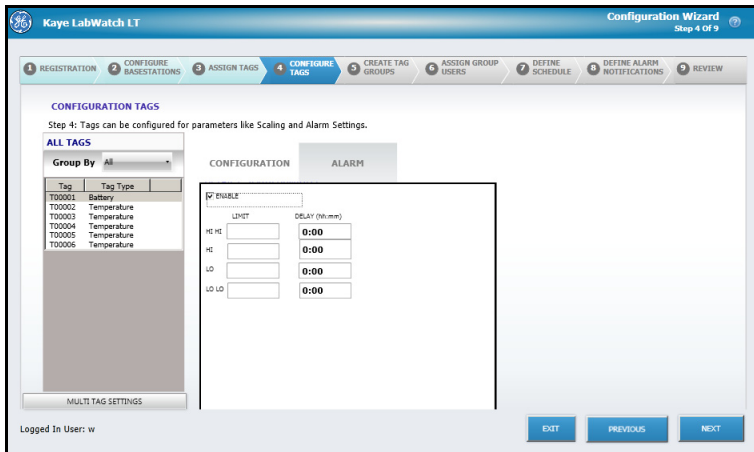 Kaye LabWatch LT
Configuration Wizard
Step 4 Of 9
1 REGISTRATION
2 CONFIGURE BASESTATIONS
3 ASSIGN TAGS
4 CONFIGURE TAGS
5 CREATE TAG GROUPS
6 ASSIGN GROUP USERS
7 DEFINE SCHEDULE
8 DEFINE ALARM NOTIFICATIONS
9 REVIEW
CONFIGURATION TAGS
Step 4: Tags can be configured for parameters like Scaling and Alarm Settings.
ALL TAGS
Group By All
Tag Tag Type
T00001 Battery
T00002 Temperature
T00003 Temperature
T00004 Temperature
T00005 Temperature
T00006 Temperature
MULTI TAG SETTINGS
CONFIGURATION ALARM
ENABLE
LIMIT DELAY (hh:mm)
HI HI 0:00
HI 0:00
LO 0:00
LO LO 0:00
Logged In User: w
EXIT PREVIOUS NEXT